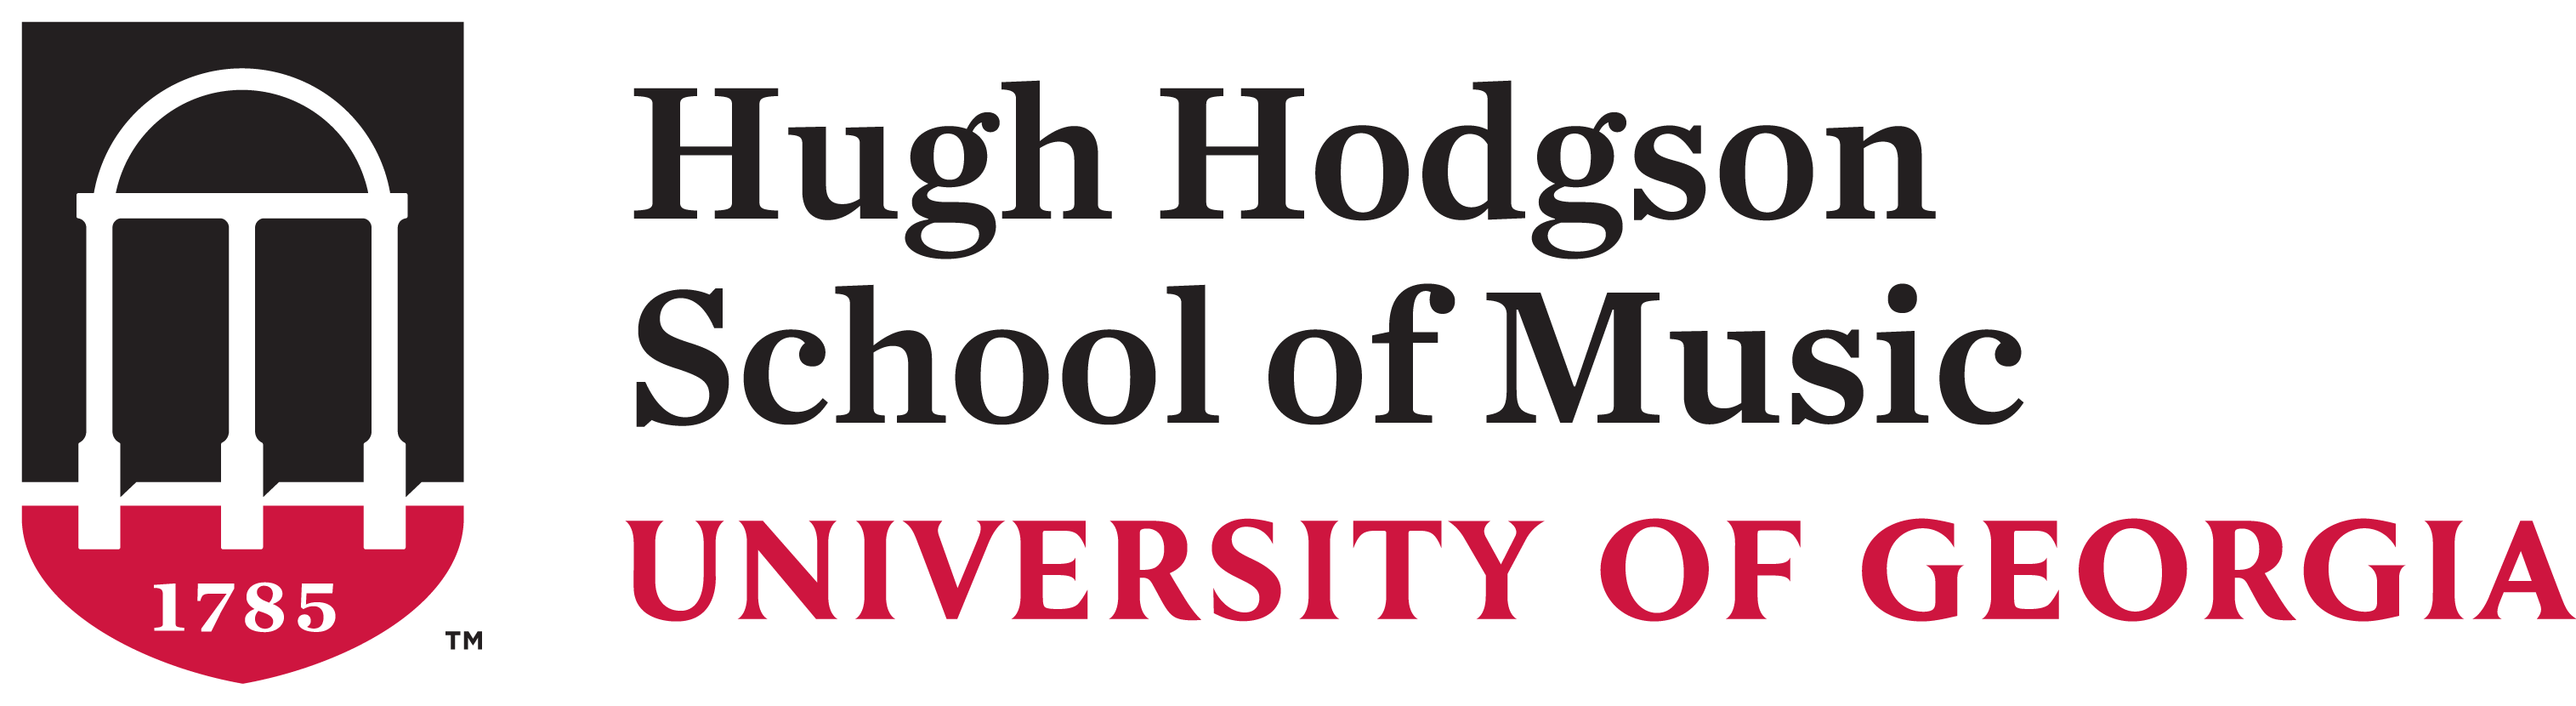 Hugh Hodgson
School of Music
UNIVERSITY OF GEORGIA
1785
TM